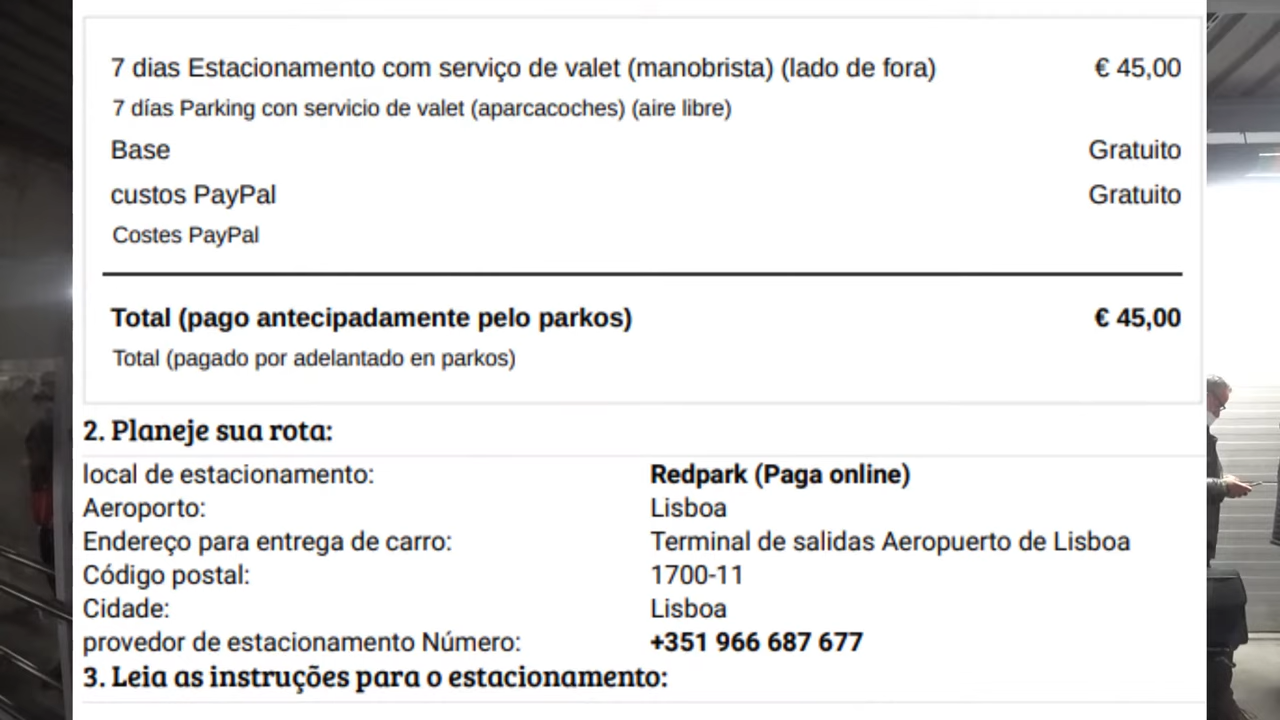 7 dias Estacionamento com serviço de valet (manobrista) (lado de fora) € 45,00
7 días Parking con servicio de valet (aparcacoches) (aire libre)
Base Gratuito
custos PayPal Gratuito
Costes PayPal
Total (pago antecipadamente pelo parkos) € 45,00
Total (pagado por adelantado en parkos)
2. Planeje sua rota:
local de estacionamento: Redpark (Paga online)
Aeroporto: Lisboa
Endereço para entrega de carro: Terminal de salidas Aeropuerto de Lisboa
Código postal: 1700-11
Cidade: Lisboa
provedor de estacionamento Número: +351 966 687 677
3. Leia as instruções para o estacionamento: